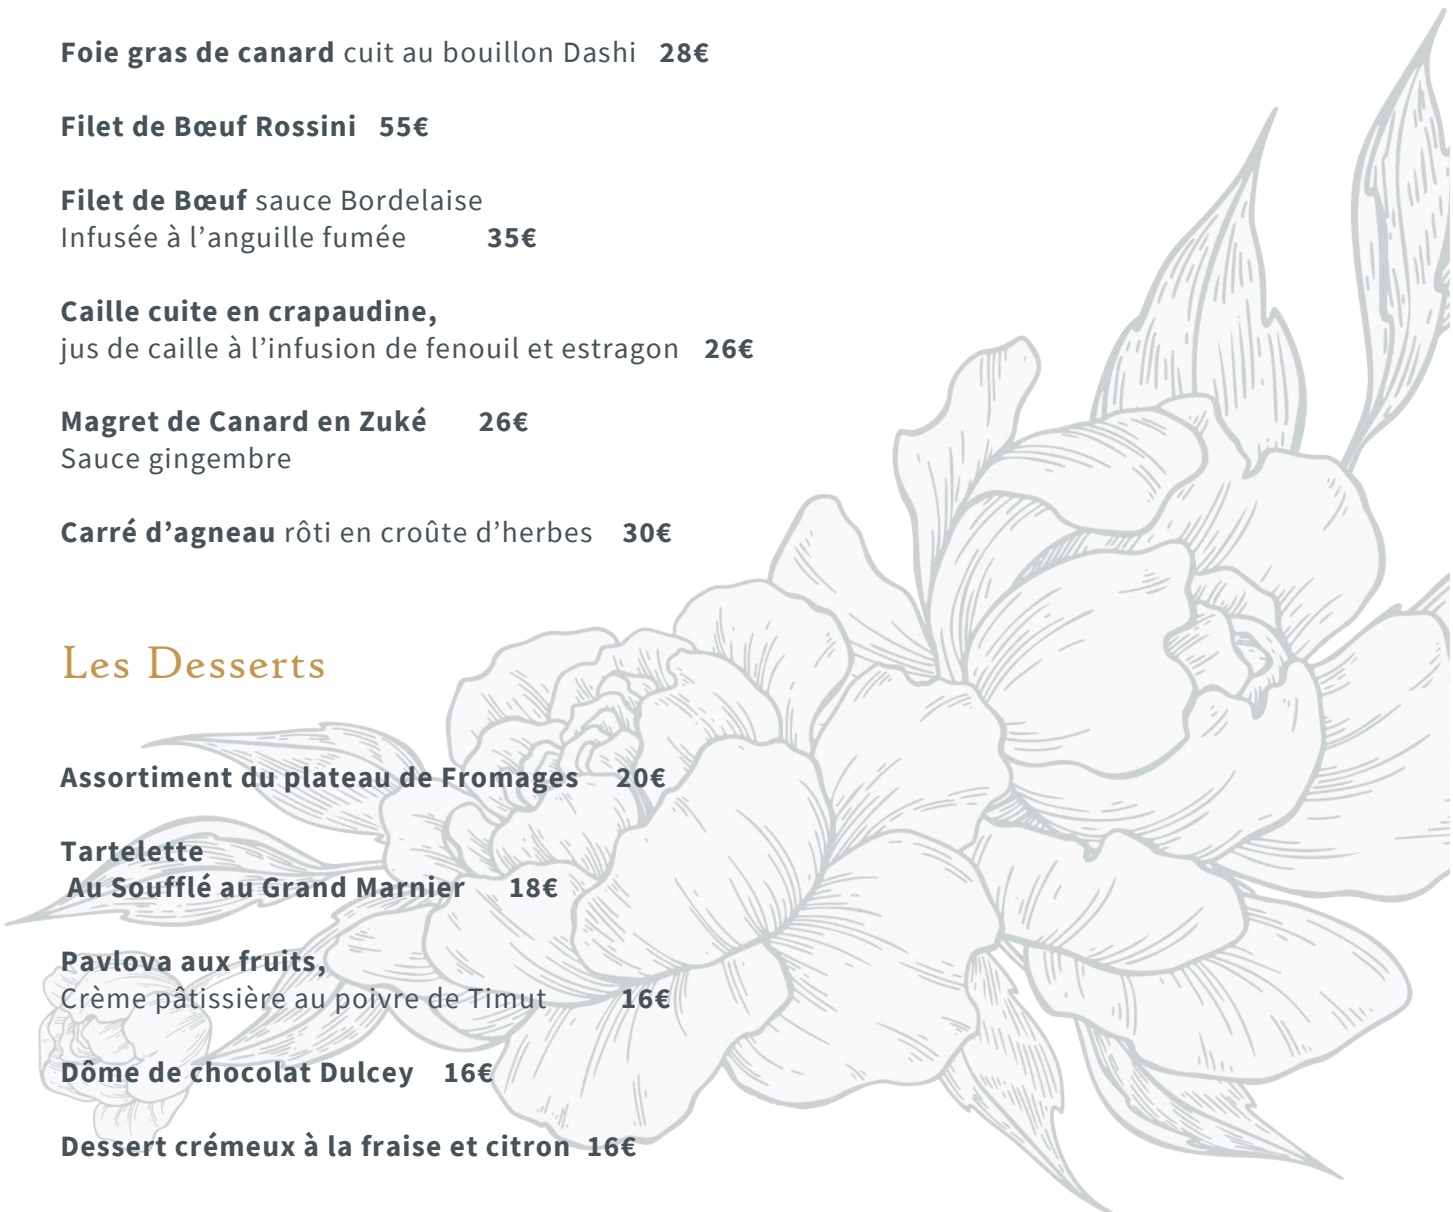 Foie gras de canard cuit au bouillon Dashi 28€
Filet de Bœuf Rossini 55€
Filet de Bœuf sauce Bordelaise
Infusée à l’anguille fumée 35€
Caille cuite en crapaudine,
jus de caille à l’infusion de fenouil et estragon 26€
Magret de Canard en Zuké 26€
Sauce gingembre
Carré d’agneau rôti en croûte d’herbes 30€
Les Desserts
Assortiment du plateau de Fromages 20€
Tartelette
Au Soufflé au Grand Marnier 18€
Pavlova aux fruits,
Crème pâtissière au poivre de Timut 16€
Dôme de chocolat Dulcey 16€
Dessert crémeux à la fraise et citron 16€